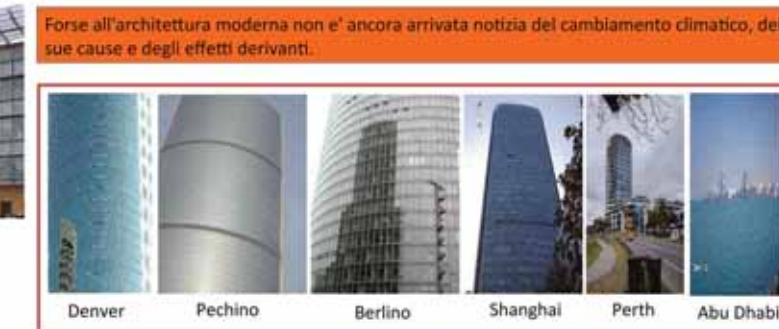 Forse all'architettura moderna non e' ancora arrivata notizia del cambiamento climatico, de
sue cause e degli effetti derivanti.
Denver Pechino Berlino Shanghai Perth Abu Dhabi